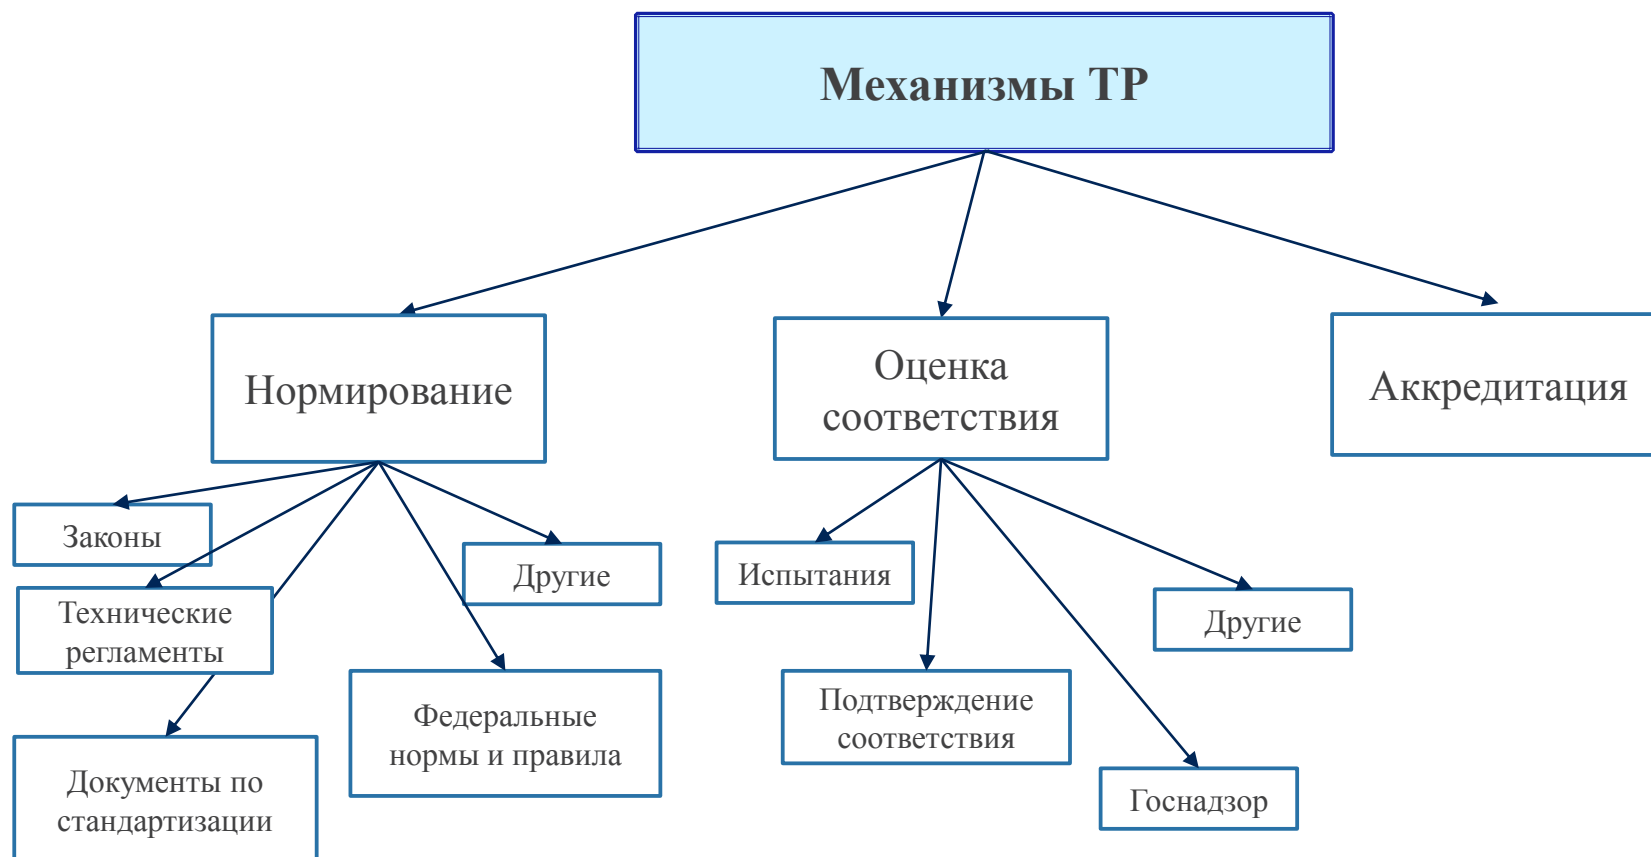 Механизмы ТР
Нормирование
Оценка
соответствия
Аккредитация
Законы
Технические
регламенты
Документы по
стандартизации
Федеральные
нормы и правила
Другие
Испытания
Подтверждение
соответствия
Госнадзор
Другие